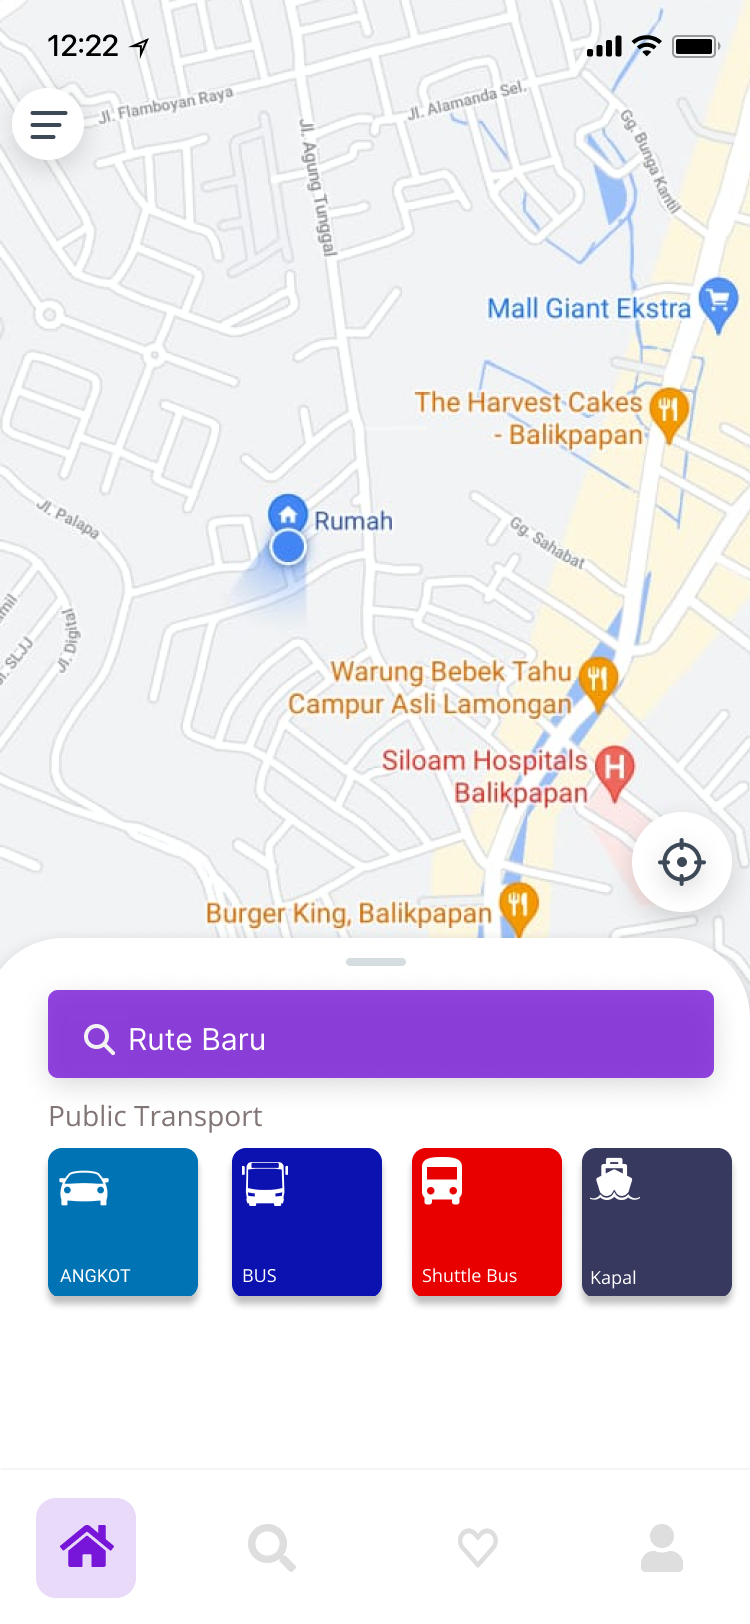 12:22
Jl. Flamboyan Raya
Jl. Alamanda Sel.
Gg. Bunga Kantil
Jl. Agung Tunggal
Mall Giant Ekstra
The Harvest Cakes
- Balikpapan
Jl. Palapa
Rumah
Gg. Sahabat
Jl. Digital
. SLJJ
Warung Bebek Tahu
Campur Asli Lamongan
Siloam Hospitals
H
Balikpapan
Burger King, Balikpapan
Rute Baru
Public Transport
ANGKOT
BUS
Shuttle Bus
Kapal